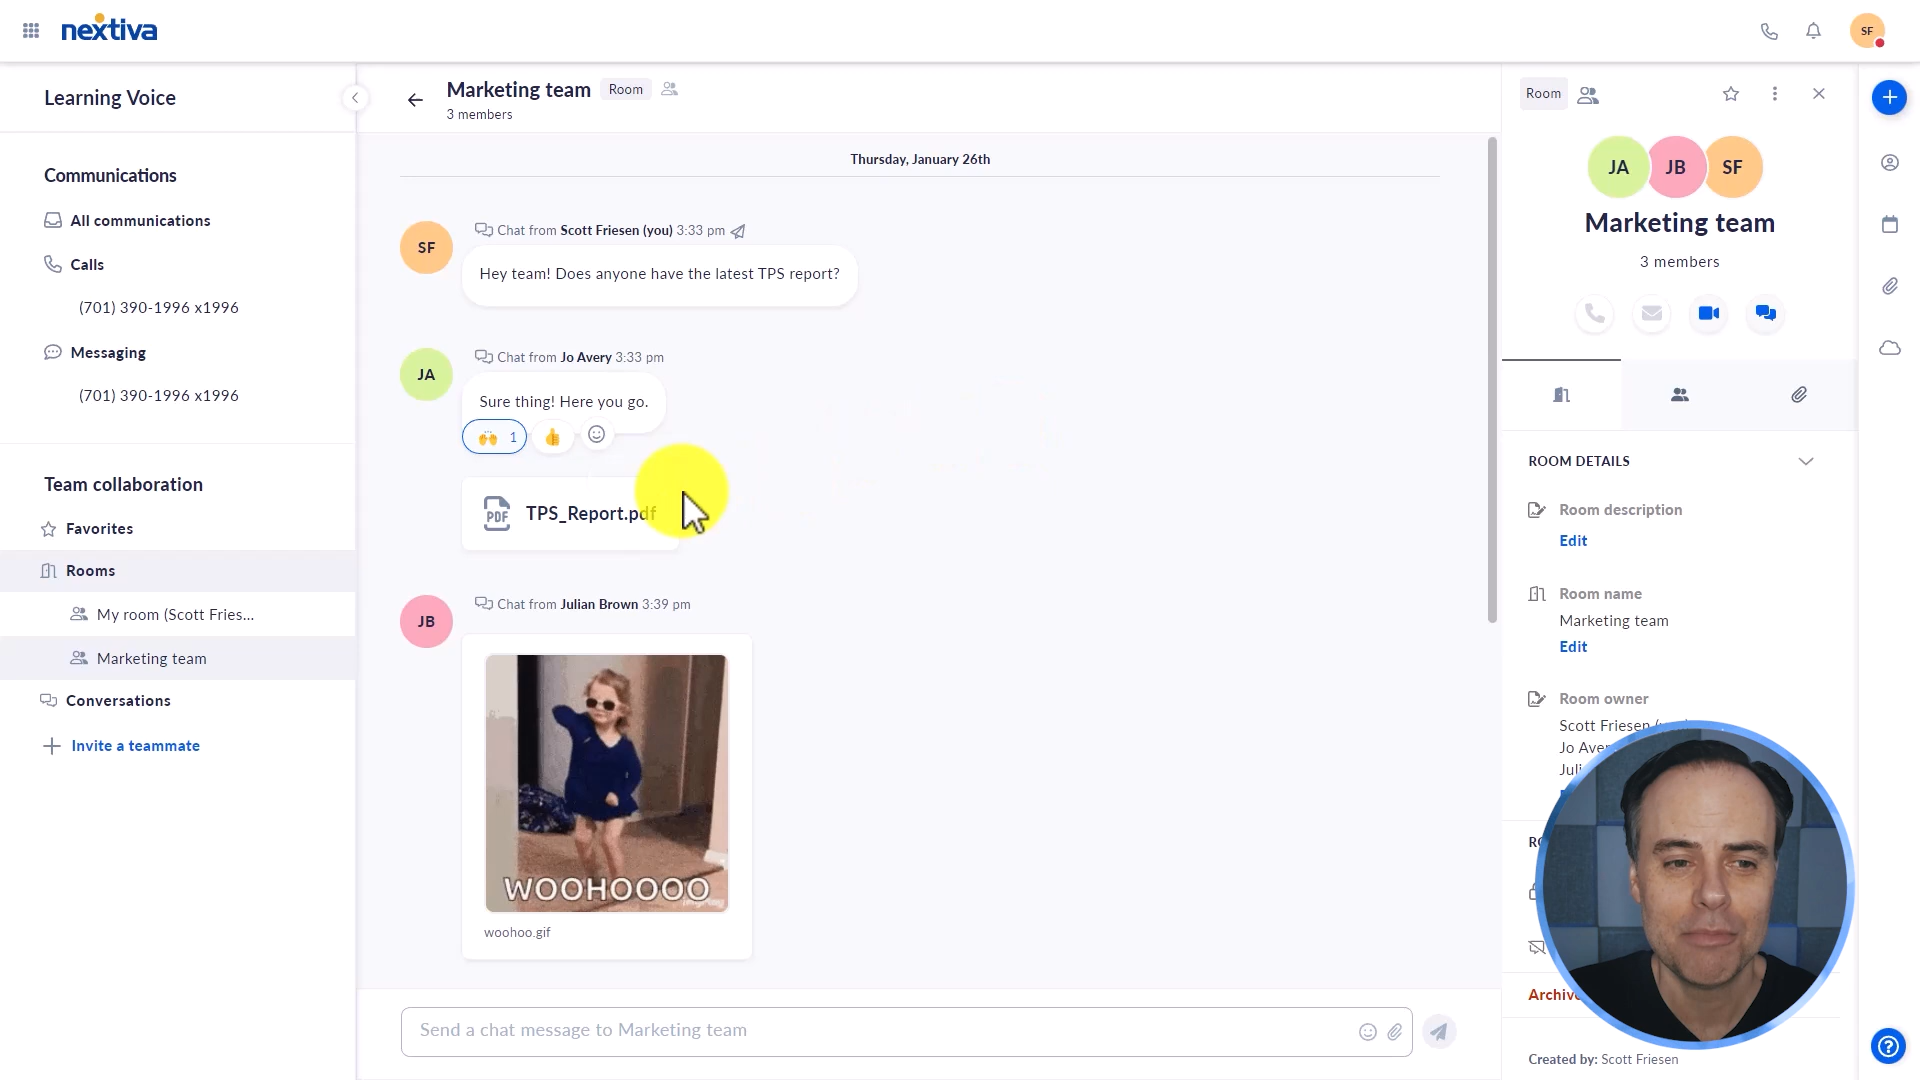 nextiva
SF
Learning Voice
Communications
All communications
Calls
(701) 390-1996 x1996
Messaging
(701) 390-1996 x1996
Team collaboration
Favorites
Rooms
My room (Scott Fries...
Marketing team
Conversations
Invite a teammate
Marketing team
Room
3 members
Thursday, January 26th
SF
Chat from Scott Friesen (you) 3:33 pm
Hey team! Does anyone have the latest TPS report?
JA
Chat from Jo Avery 3:33 pm
Sure thing! Here you go.
1
PDF
TPS_Report.pdf
JB
Chat from Julian Brown 3:39 pm
WOOHOOOO
woohoo.gif
Send a chat message to Marketing team
Room
JA
JB
SF
Marketing team
3 members
ROOM DETAILS
Room description
Edit
Room name
Marketing team
Edit
Room owner
Scott Friesen
Jo
Created by: Scott Friesen